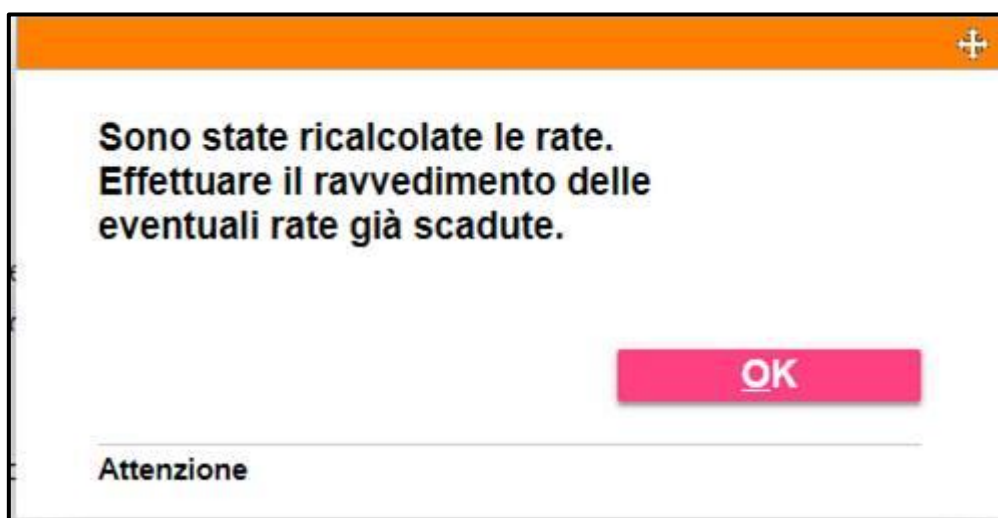 Sono state ricalcolate le rate.
Effettuare il ravvedimento delle
eventuali rate già scadute.
OK
Attenzione